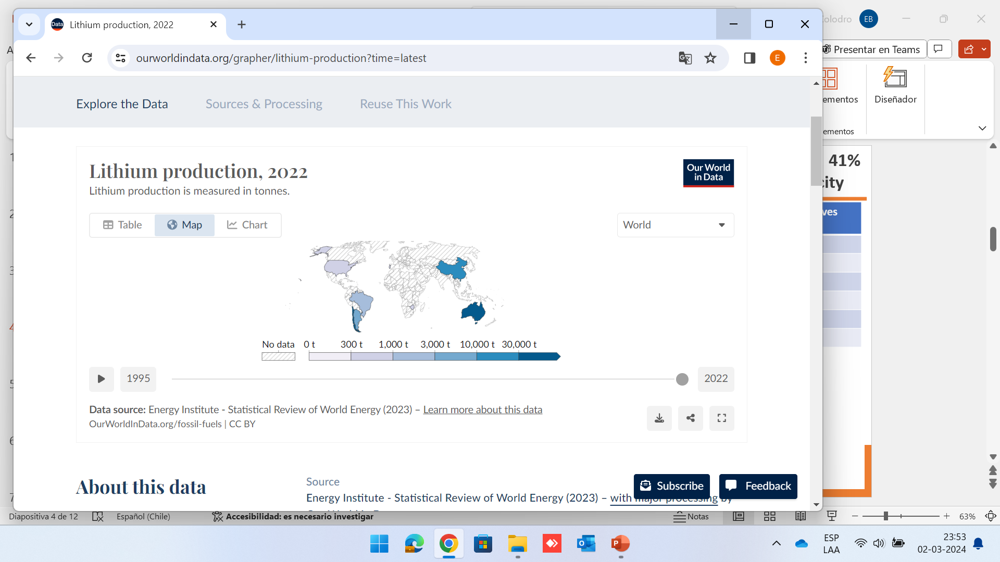 Lithium production, 2022
olodro
EB
ourworldindata.org/grapher/lithium-production?time=latest
E
Presentar en Teams
Explore the Data
Sources & Processing
Reuse This Work
ementos
Diseñador
ementos
Lithium production, 2022
Lithium production is measured in tonnes.
Our World
in Data
41%
city
ves
Table
Map
Chart
World
No data
0 t
300 t
1,000 t
3,000 t
10,000 t
30,000 t
1995
2022
Data source: Energy Institute - Statistical Review of World Energy (2023) – Learn more about this data
OurWorldInData.org/fossil-fuels | CC BY
About this data
Source
Energy Institute - Statistical Review of World Energy (2023) – with major processing by
Subscribe
Feedback
Diapositiva 4 de 12
Español (Chile)
Accesibilidad: es necesario investigar
Notas
63%
ESP
LAA
23:53
02-03-2024